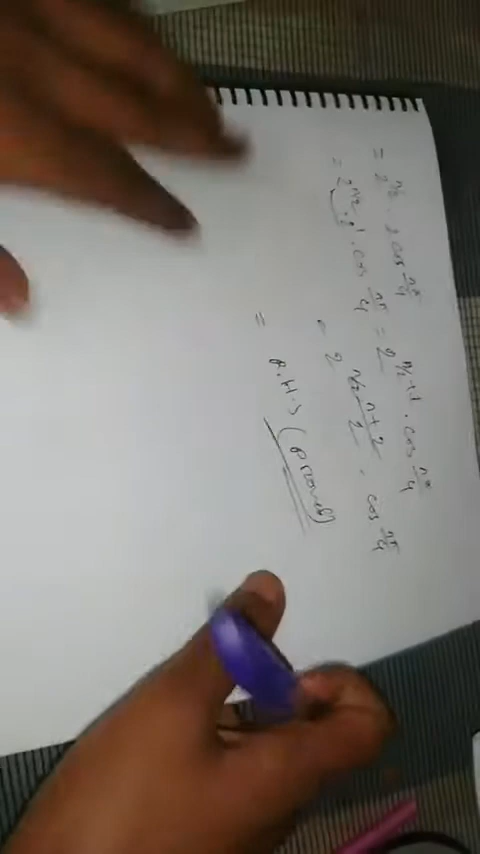 = 2^{n/2} . 2 cos nπ/4
= 2^{n/2} . 2^1 . cos nπ/4 = 2^{n/2+1} . cos nπ/4
= 2^{n+2/2} . cos nπ/4
= R.H.S (proved)